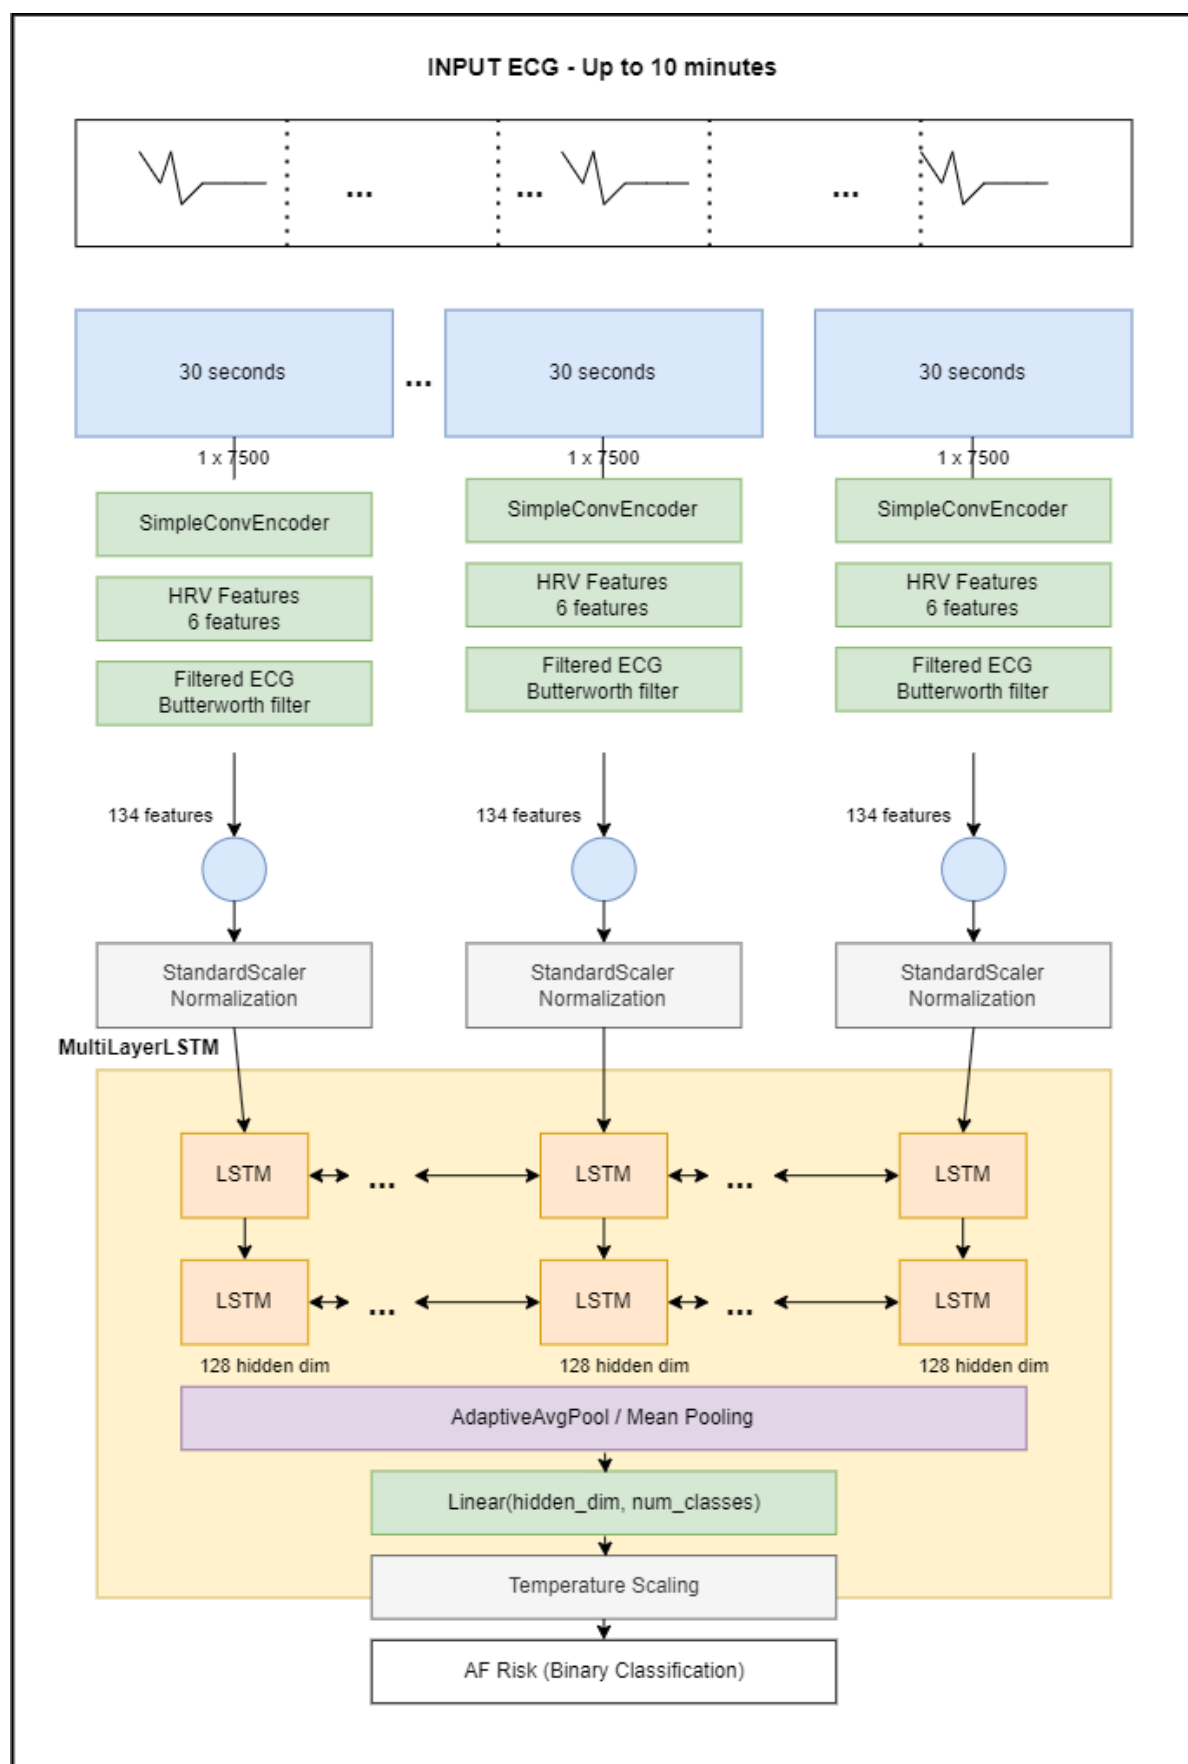 INPUT ECG - Up to 10 minutes
... ... ...
30 seconds ... 30 seconds 30 seconds
1 x 7500 1 x 7500 1 x 7500
SimpleConvEncoder SimpleConvEncoder SimpleConvEncoder
HRV Features HRV Features HRV Features
6 features 6 features 6 features
Filtered ECG Filtered ECG Filtered ECG
Butterworth filter Butterworth filter Butterworth filter
134 features 134 features 134 features
StandardScaler StandardScaler StandardScaler
Normalization Normalization Normalization
MultiLayerLSTM
LSTM ... LSTM ... LSTM
LSTM ... LSTM ... LSTM
128 hidden dim 128 hidden dim 128 hidden dim
AdaptiveAvgPool / Mean Pooling
Linear(hidden_dim, num_classes)
Temperature Scaling
AF Risk (Binary Classification)